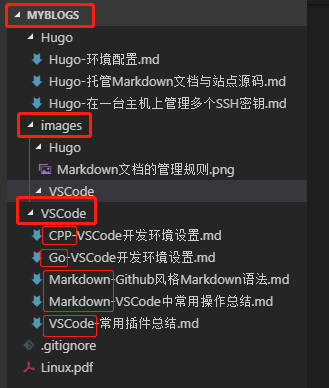 MYBLOGS
Hugo
Hugo-环境配置.md
Hugo-托管Markdown文档与站点源码.md
Hugo-在一台主机上管理多个SSH密钥.md
images
Hugo
Markdown文档的管理规则.png
VSCode
VSCode
CPP-VSCode开发环境设置.md
Go-VSCode开发环境设置.md
Markdown-Github风格Markdown语法.md
Markdown-VSCode中常用操作总结.md
VSCode-常用插件总结.md
.gitignore
Linux.pdf